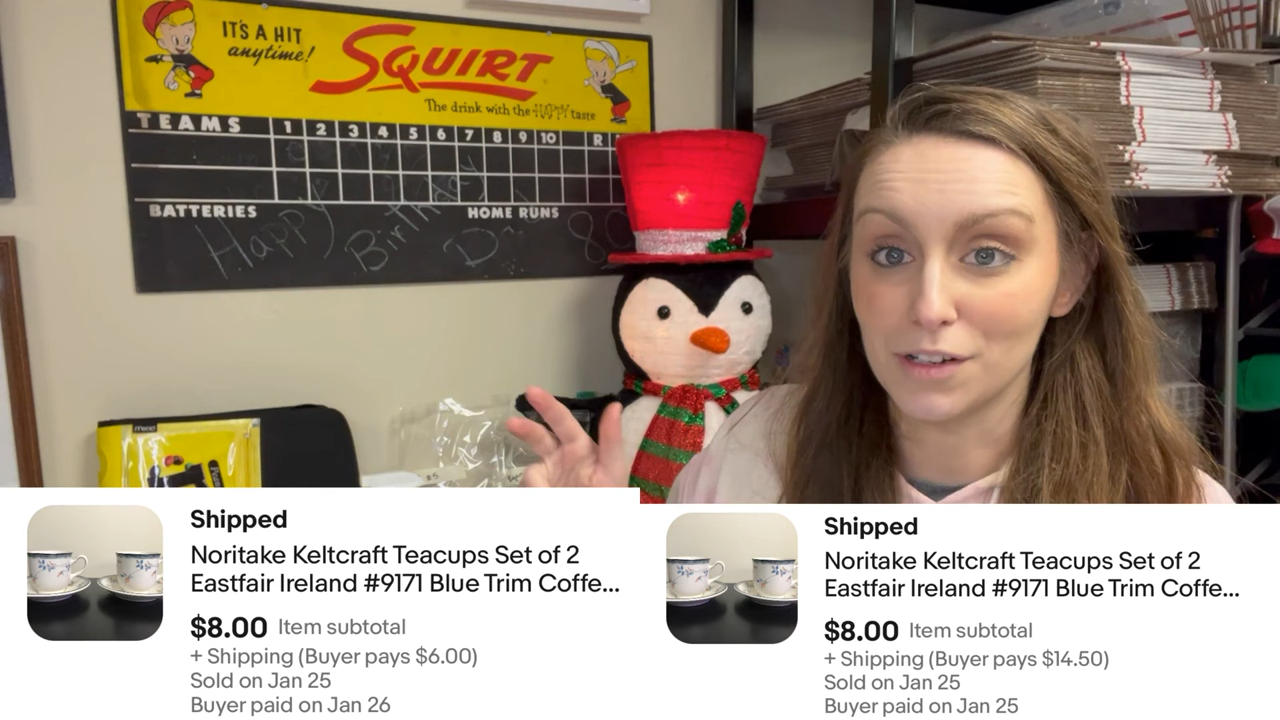 IT'S A HIT
anytime!
SQUIRT
The drink with the HAPPY taste
TEAMS 1 2 3 4 5 6 7 8 9 10 R
BATTERIES
HOME RUNS
Happy Birthday
80
mead
Shipped
Noritake Keltcraft Teacups Set of 2
Eastfair Ireland #9171 Blue Trim Coffe...
$8.00 Item subtotal
+ Shipping (Buyer pays $6.00)
Sold on Jan 25
Buyer paid on Jan 26
Shipped
Noritake Keltcraft Teacups Set of 2
Eastfair Ireland #9171 Blue Trim Coffe...
$8.00 Item subtotal
+ Shipping (Buyer pays $14.50)
Sold on Jan 25
Buyer paid on Jan 25